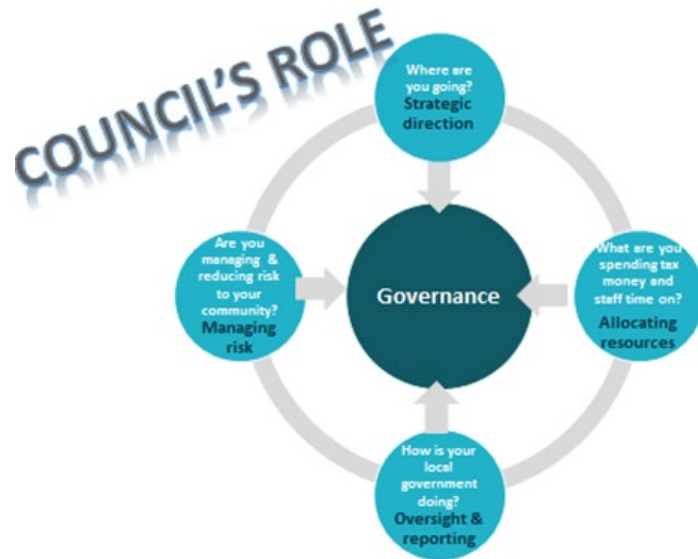 COUNCIL'S ROLE
Where are
you going?
Strategic
direction
Are you
managing &
reducing risk
to your
community?
Managing
risk
Governance
What are you
spending tax
money and
staff time on?
Allocating
resources
How is your
local
government
doing?
Oversight &
reporting